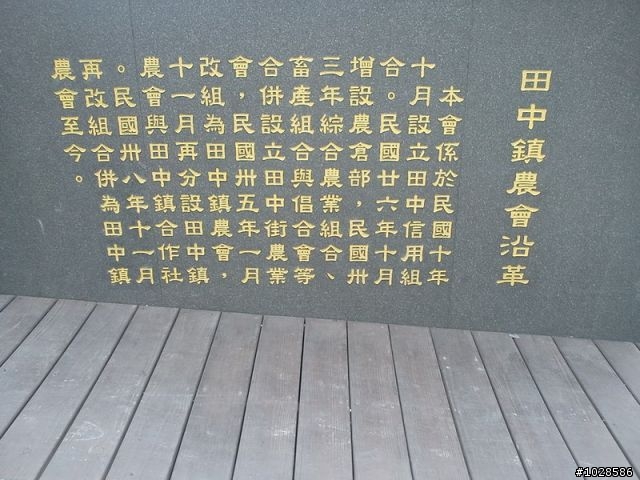 田中鎮農會沿革
本會係於民國十年
十月設立田中信用組
合。民國廿六年十月
增設農倉部，民國卅
三年綜合農業組合、
畜產組合與倡合會等
合併設立田中街農業
會，民國卅五年一月
改組為田中鎮農會，
十一月再分設田中鎮
農會與田中鎮合作社
。民國卅八年十一月
再改組合併為田中鎮
農會至今。
#1028586